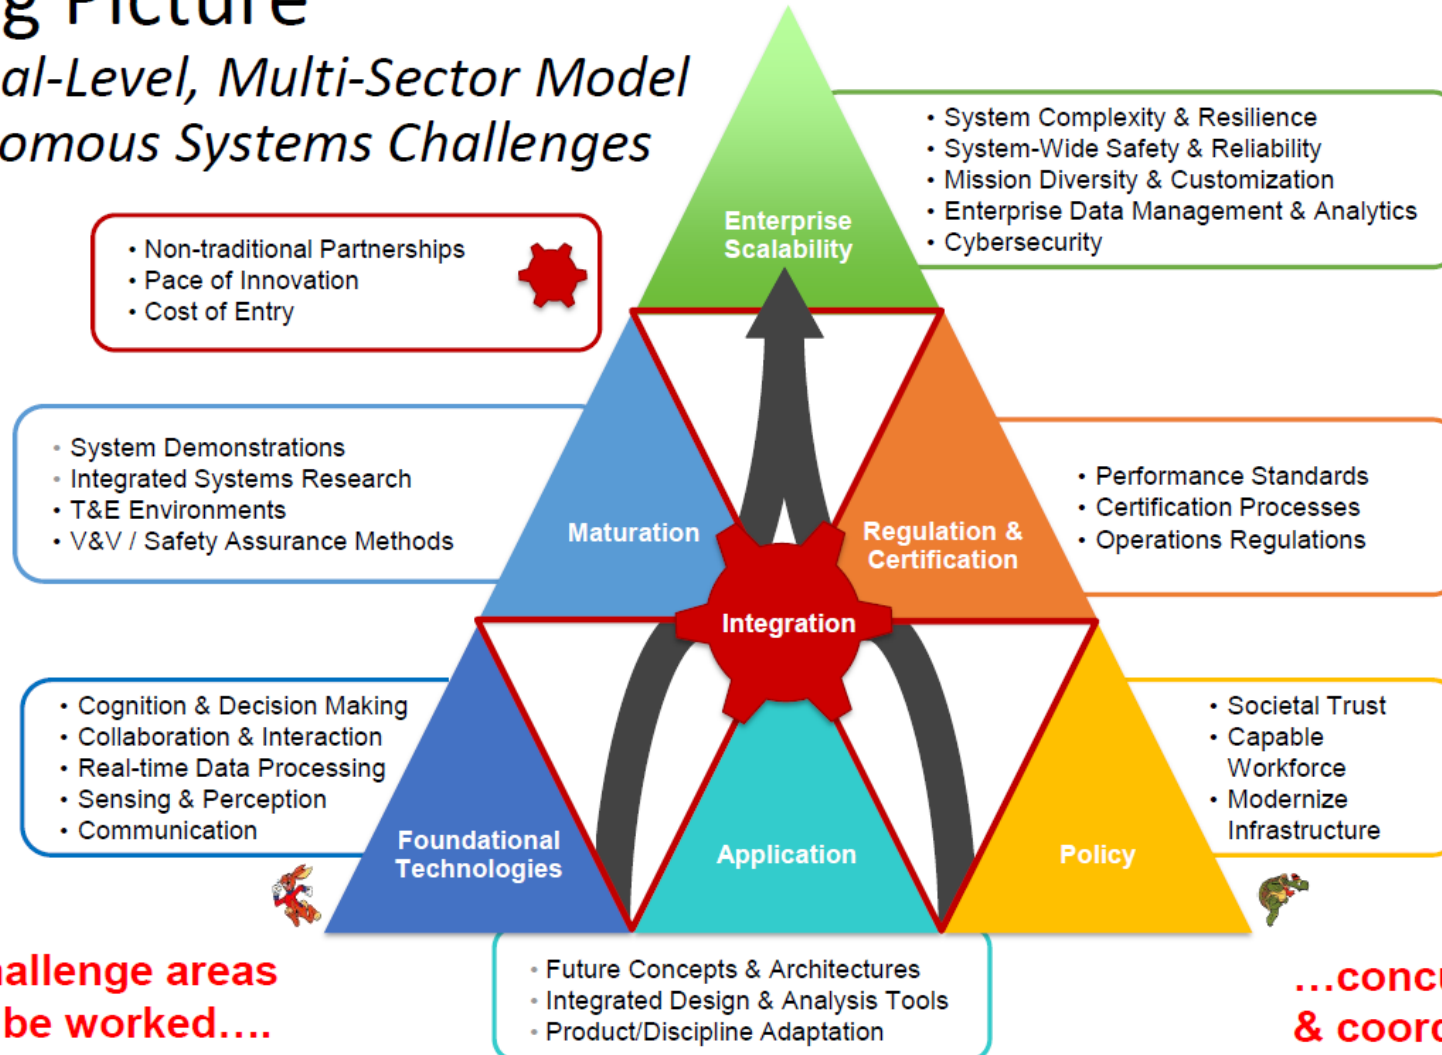 g Picture
al-Level, Multi-Sector Model
omous Systems Challenges
• System Complexity & Resilience
• System-Wide Safety & Reliability
• Mission Diversity & Customization
• Enterprise Data Management & Analytics
• Cybersecurity
Enterprise
Scalability
• Non-traditional Partnerships
• Pace of Innovation
• Cost of Entry
• System Demonstrations
• Integrated Systems Research
• T&E Environments
• V&V / Safety Assurance Methods
Maturation
Regulation &
Certification
• Performance Standards
• Certification Processes
• Operations Regulations
Integration
• Cognition & Decision Making
• Collaboration & Interaction
• Real-time Data Processing
• Sensing & Perception
• Communication
Foundational
Technologies
Application
Policy
• Societal Trust
• Capable
Workforce
• Modernize
Infrastructure
• Future Concepts & Architectures
• Integrated Design & Analysis Tools
• Product/Discipline Adaptation
allenge areas
be worked....
...conc
& coor